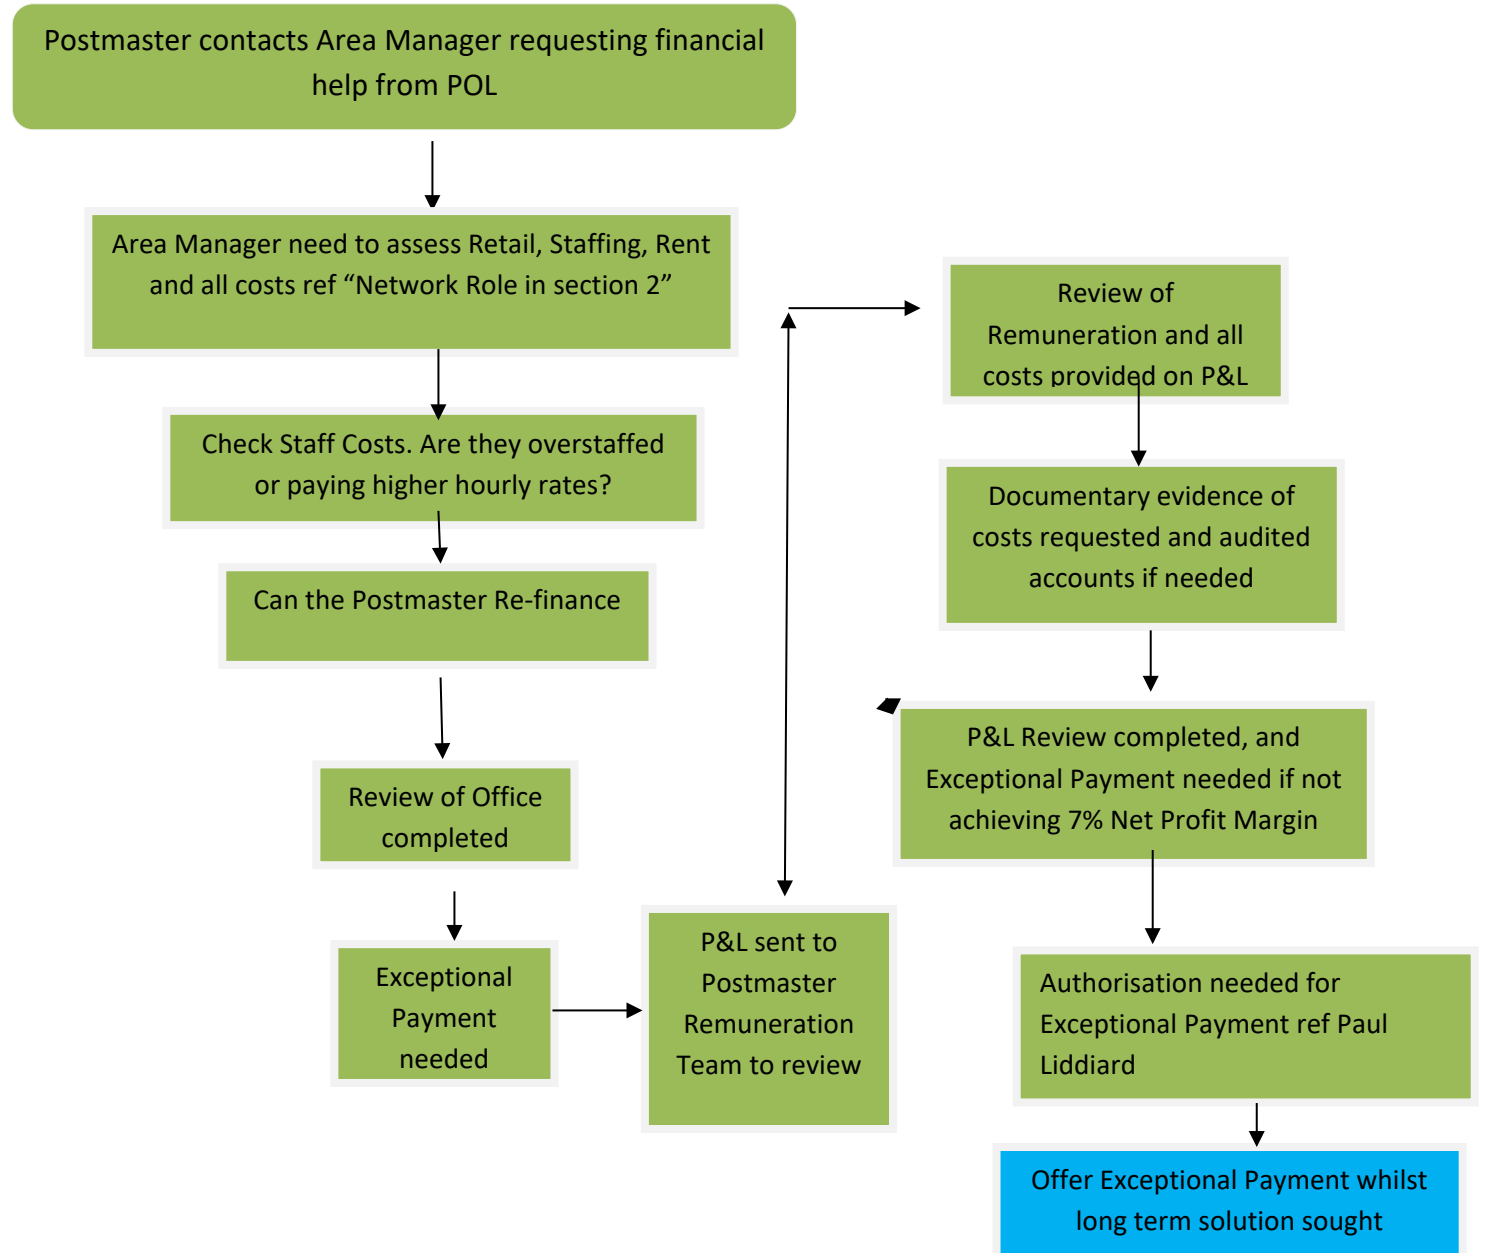 Postmaster contacts Area Manager requesting financial
help from POL
Area Manager need to assess Retail, Staffing, Rent
and all costs ref “Network Role in section 2”
Check Staff Costs. Are they overstaffed
or paying higher hourly rates?
Can the Postmaster Re-finance
Review of Office
completed
Exceptional
Payment
needed
P&L sent to
Postmaster
Remuneration
Team to review
Review of
Remuneration and all
costs provided on P&L
Documentary evidence of
costs requested and audited
accounts if needed
P&L Review completed, and
Exceptional Payment needed if not
achieving 7% Net Profit Margin
Authorisation needed for
Exceptional Payment ref Paul
Liddiard
Offer Exceptional Payment whilst
long term solution sought